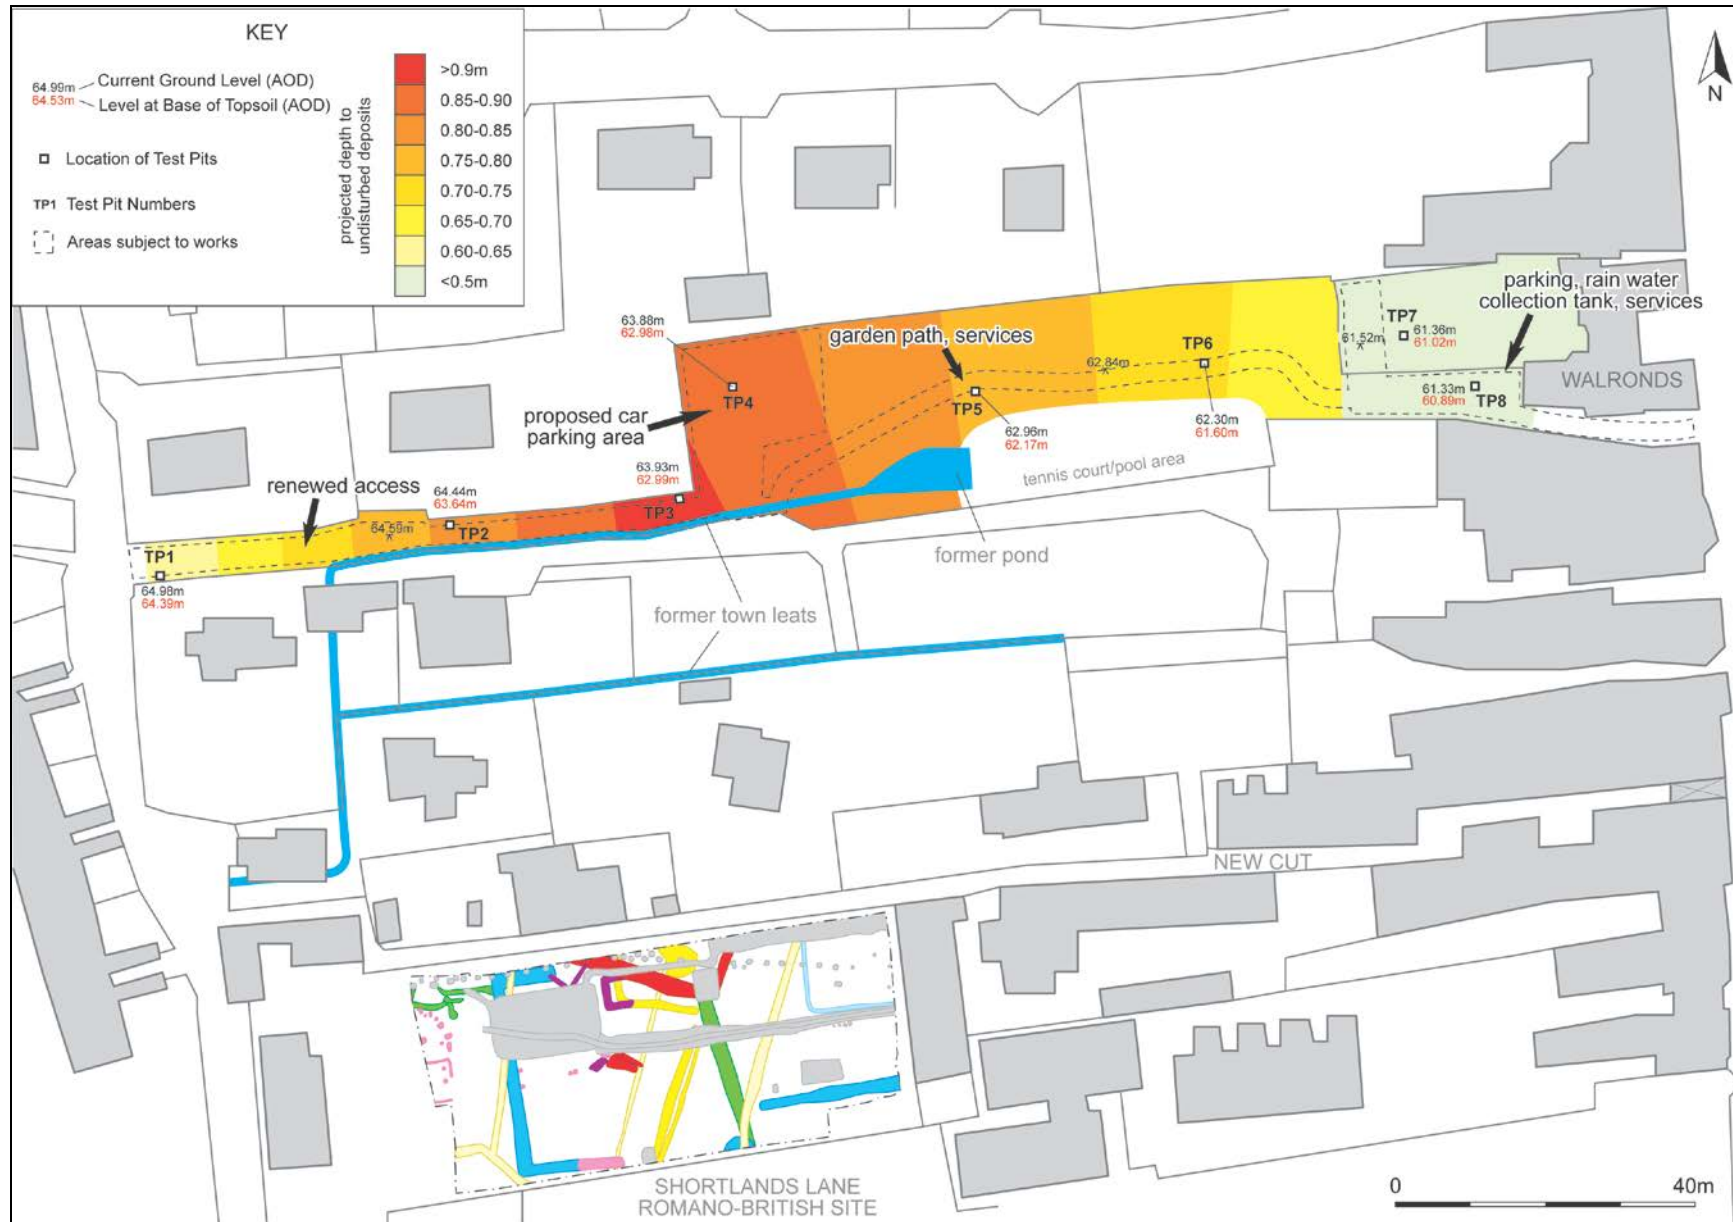 KEY
64.99m
64.53m
Current Ground Level (AOD)
Level at Base of Topsoil (AOD)
Location of Test Pits
TP1 Test Pit Numbers
Areas subject to works
projected depth to
undisturbed deposits
>0.9m
0.85-0.90
0.80-0.85
0.75-0.80
0.70-0.75
0.65-0.70
0.60-0.65
<0.5m
N
parking, rain water
collection tank, services
63.88m
62.98m
TP4
garden path, services
62.84m
TP6
62.30m
61.60m
61.52m
TP7
61.36m
61.02m
61.33m
60.89m
TP8
WALRONDS
proposed car
parking area
TP5
62.96m
62.17m
tennis court/pool area
63.93m
62.99m
TP3
renewed access
64.44m
63.64m
TP2
64.59m
TP1
64.98m
64.39m
former pond
former town leats
NEW CUT
SHORTLANDS LANE
ROMANO-BRITISH SITE
0
40m